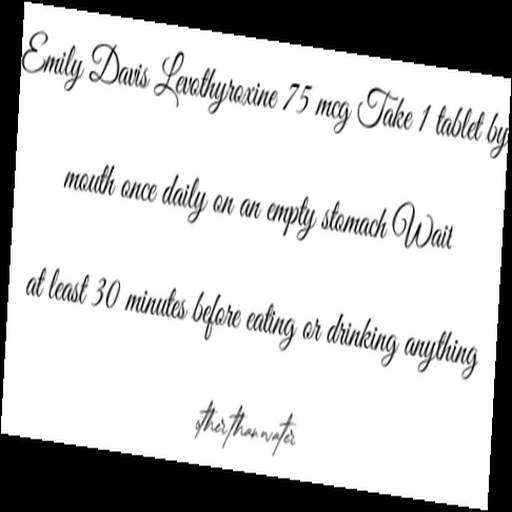 Emily Davis Levothyroxine 75 mcg Take 1 tablet by
mouth once daily on an empty stomach Wait
at least 30 minutes before eating or drinking anything
other than water